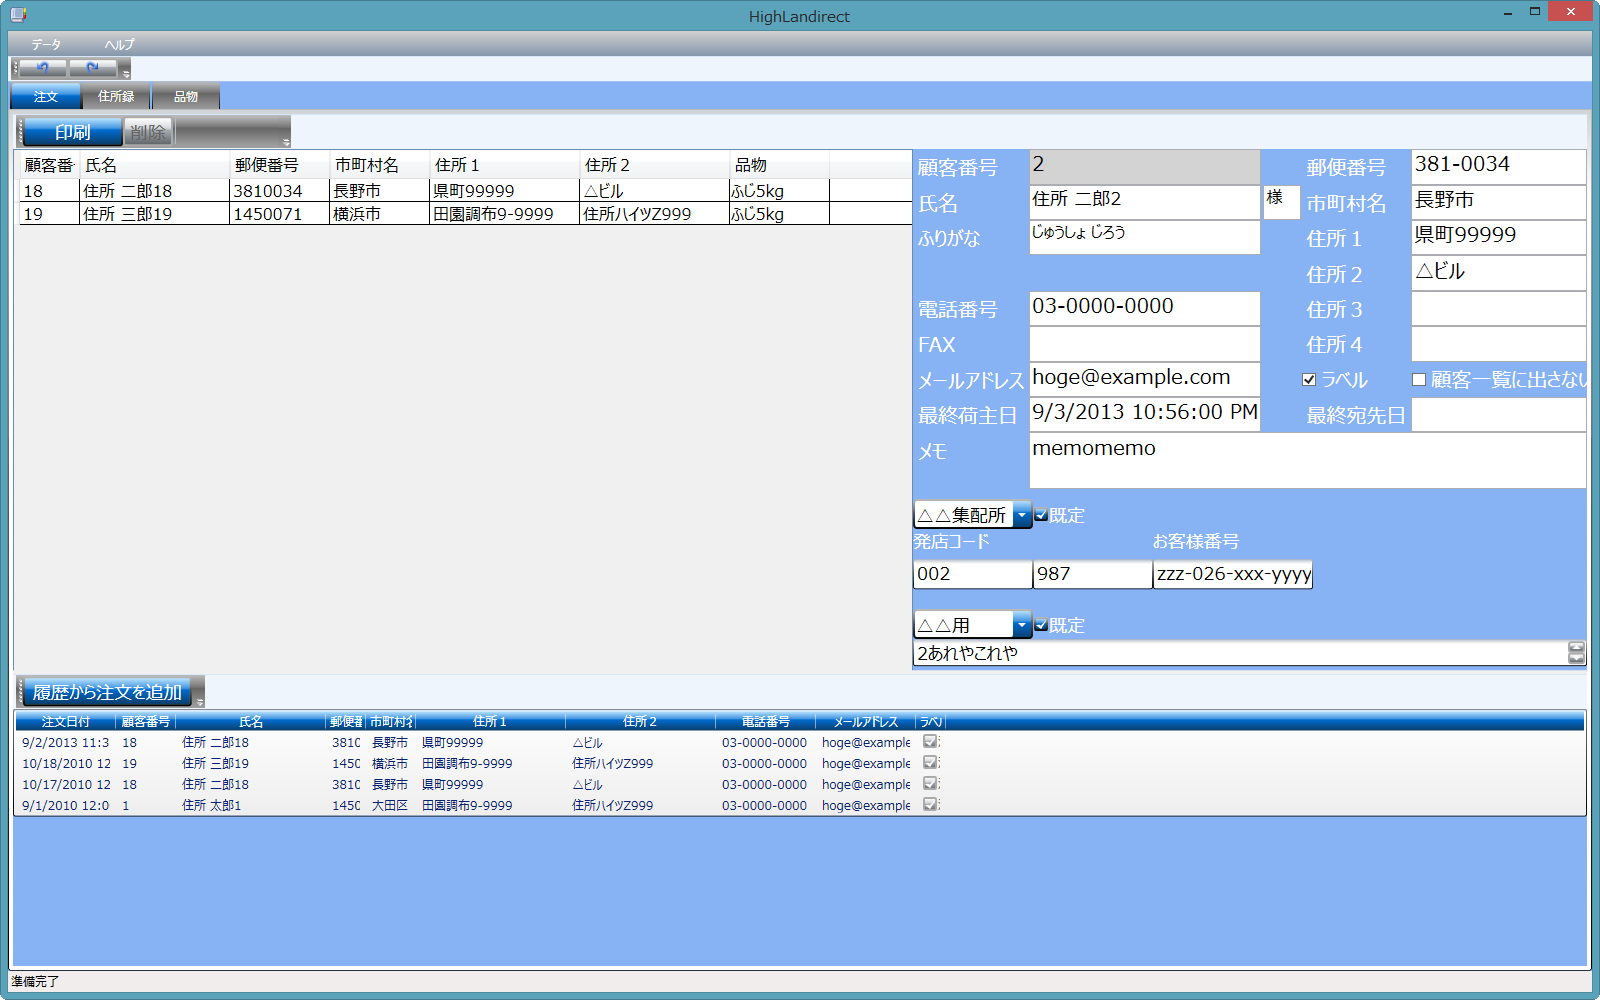 HighLandirect
データ ヘルプ
注文 住所録 品物
印刷 削除
顧客番 氏名 郵便番号 市町村名 住所１ 住所２ 品物
18 住所 二郎18 3810034 長野市 県町99999 △ビル ふじ5kg
19 住所 三郎19 1450071 横浜市 田園調布9-9999 住所ハイツZ999 ふじ5kg
顧客番号 2 郵便番号 381-0034
氏名 住所 二郎2 様 市町村名 長野市
ふりがな じゅうしょ じろう 住所１ 県町99999
住所２ △ビル
電話番号 03-0000-0000 住所３
FAX 住所４
メールアドレス hoge@example.com ラベル 顧客一覧に出さない
最終荷主日 9/3/2013 10:56:00 PM 最終宛先日
メモ memomemo
△△集配所 既定
発店コード お客様番号
002 987 zzz-026-xxx-yyyy
△△用 既定
2あれやこれや
履歴から注文を追加
注文日付 顧客番号 氏名 郵便番 市町村名 住所１ 住所２ 電話番号 メールアドレス ラベル
9/2/2013 11:3 18 住所 二郎18 381 長野市 県町99999 △ビル 03-0000-0000 hoge@example
10/18/2010 12 19 住所 三郎19 145 横浜市 田園調布9-9999 住所ハイツZ999 03-0000-0000 hoge@example
10/17/2010 12 18 住所 二郎18 381 長野市 県町99999 △ビル 03-0000-0000 hoge@example
9/1/2010 12:0 1 住所 太郎1 145 大田区 田園調布9-9999 住所ハイツZ999 03-0000-0000 hoge@example
準備完了